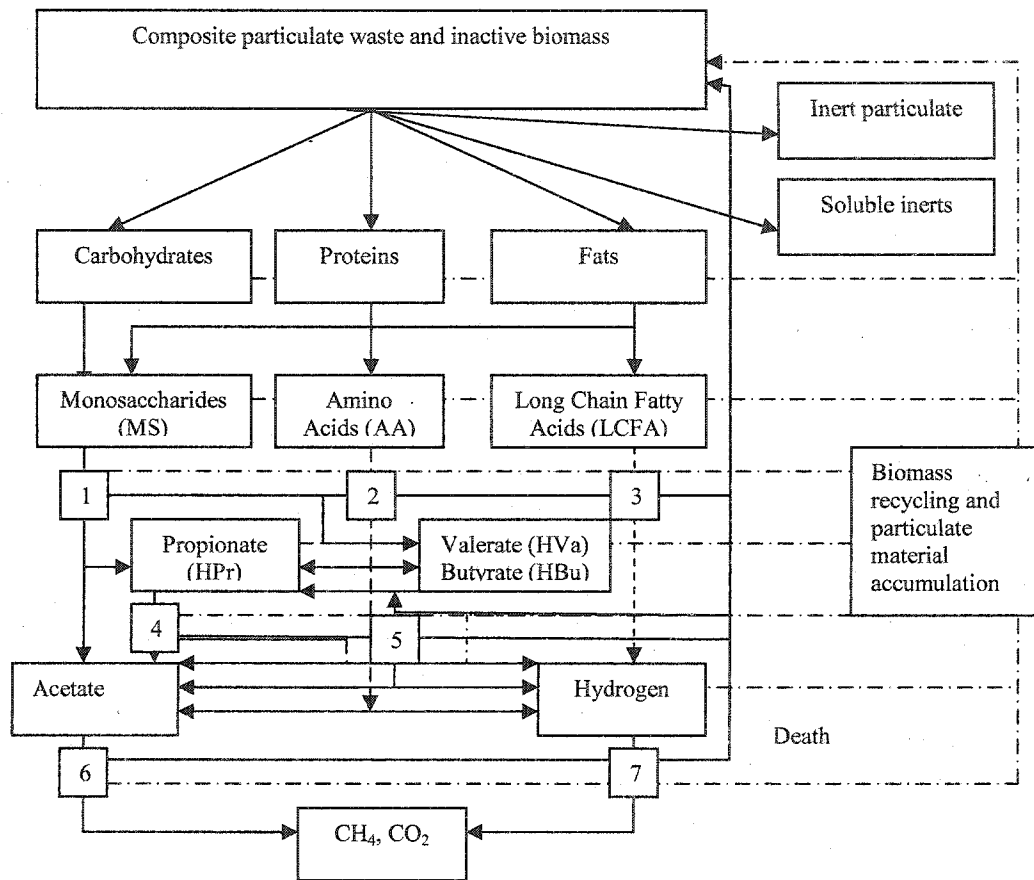 Composite particulate waste and inactive biomass
Inert particulate
Soluble inerts
Carbohydrates
Proteins
Fats
Monosaccharides
(MS)
Amino
Acids (AA)
Long Chain Fatty
Acids (LCFA)
1
2
3
Biomass
recycling and
particulate
material
accumulation
Propionate
(HPr)
Valerate (HVa)
Butyrate (HBu)
4
5
Acetate
Hydrogen
Death
6
7
CH₄, CO₂